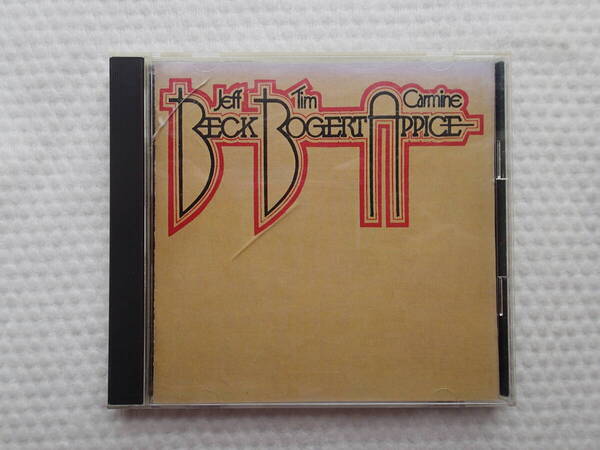 Jeff Tim Carmine
BECK BOGERT APPICE